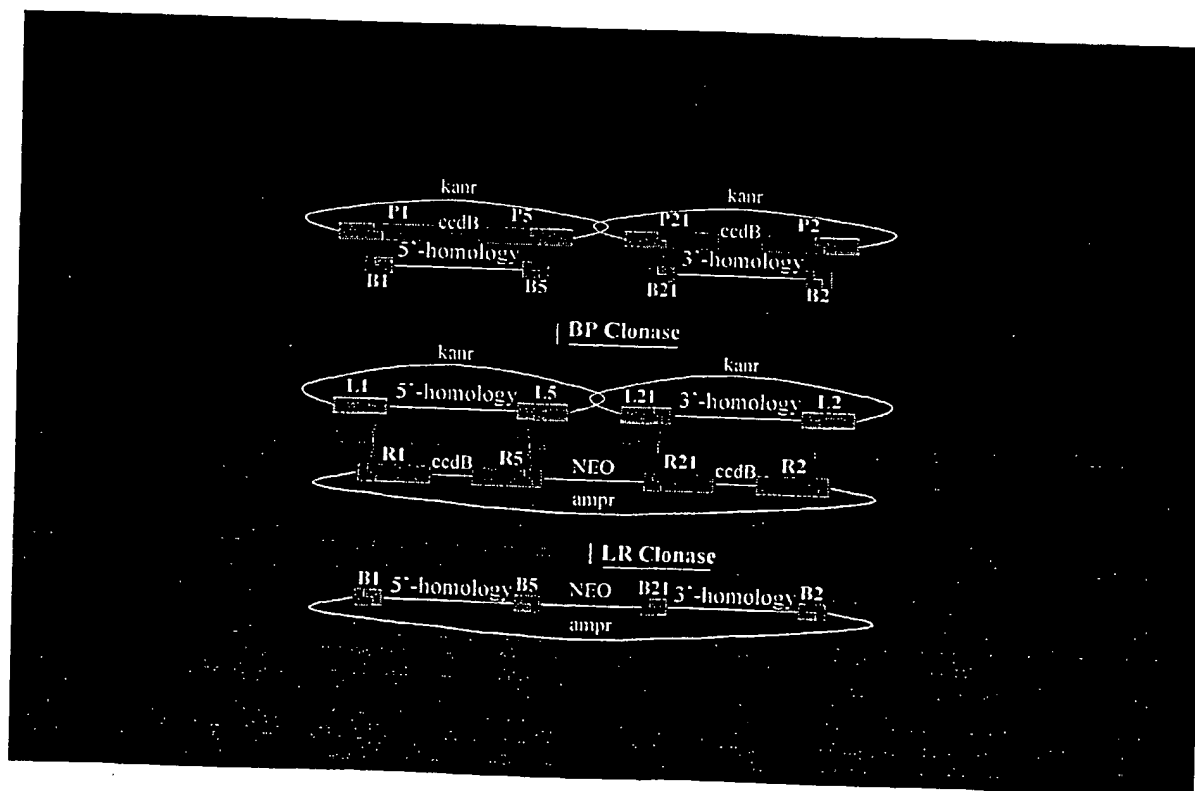 kanr kanr
P1 ccdB P5 P21 ccdB P2
5'-homology 3'-homology
B1 B5 B21 B2
BP Clonase
kanr kanr
L1 5'-homology L5 L21 3'-homology L2
R1 ccdB R5 NEO R21 ccdB R2
ampr
LR Clonase
B1 5'-homology B5 NEO B21 3'-homology B2
ampr